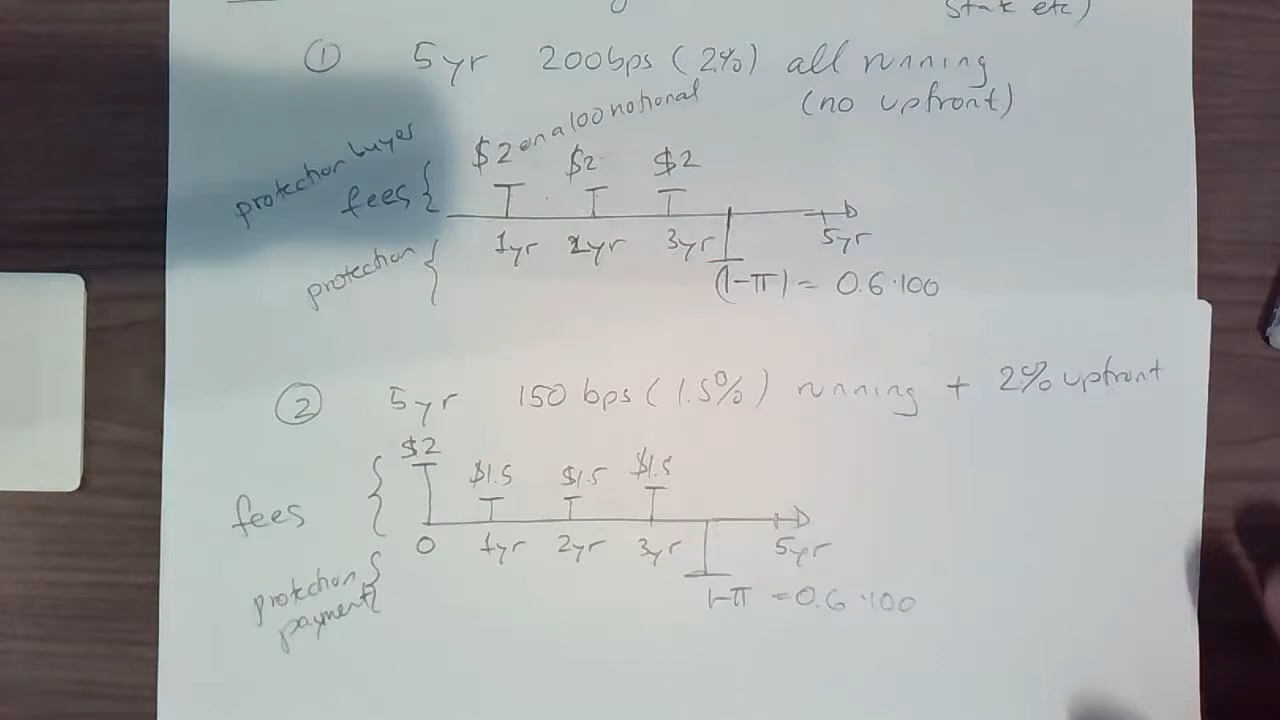 Stak etc)
① 5yr 200bps (2%) all running
(no upfront)
protection buyer
$2 on a 100 notional $2 $2
fees {
1yr 2yr 3yr 5yr
protection {
(1-π) = 0.6·100
② 5yr 150 bps (1.5%) running + 2% upfront
$2
$1.5 $1.5 $1.5
fees {
0 1yr 2yr 3yr 5yr
protection payment {
1-π = 0.6·100